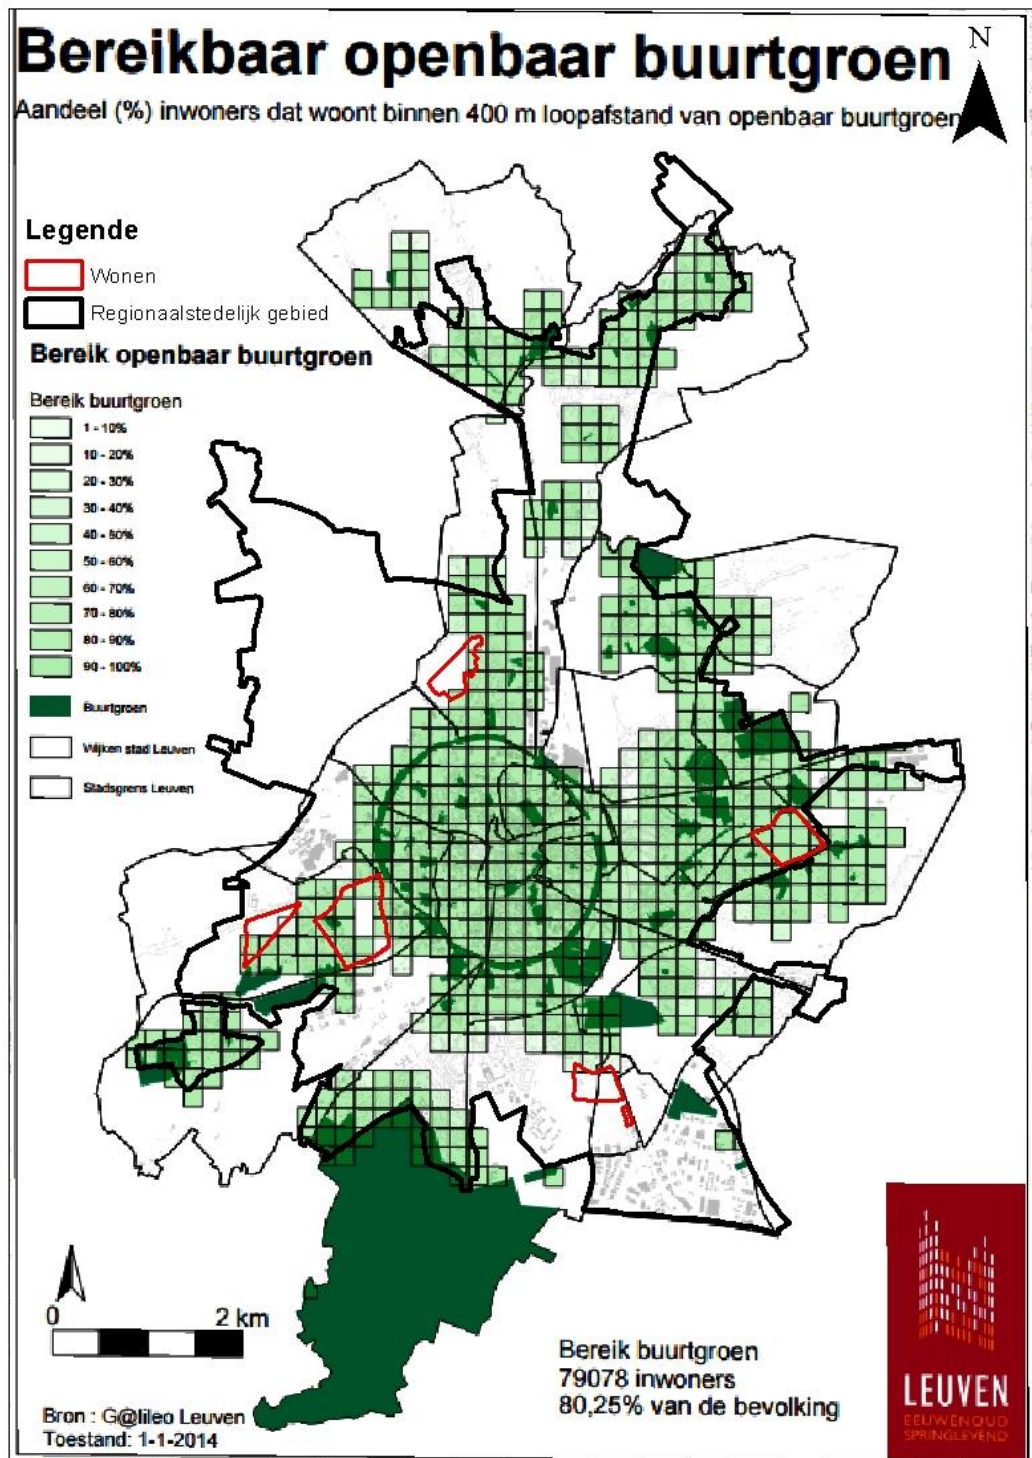 Bereikbaar openbaar buurtgroen
N
Aandeel (%) inwoners dat woont binnen 400 m loopafstand van openbaar buurtgroen
Legende
Wonen
Regionaalstedelijk gebied
Bereik openbaar buurtgroen
Bereik buurtgroen
1 - 10%
10 - 20%
20 - 30%
30 - 40%
40 - 50%
50 - 60%
60 - 70%
70 - 80%
80 - 90%
90 - 100%
Buurtgroen
Wijken stad Leuven
Stadsgrens Leuven
0 2 km
Bron : G@lileo Leuven
Toestand: 1-1-2014
Bereik buurtgroen
79078 inwoners
80,25% van de bevolking
LEUVEN
EEUWENOUD
SPRINGLEVEND